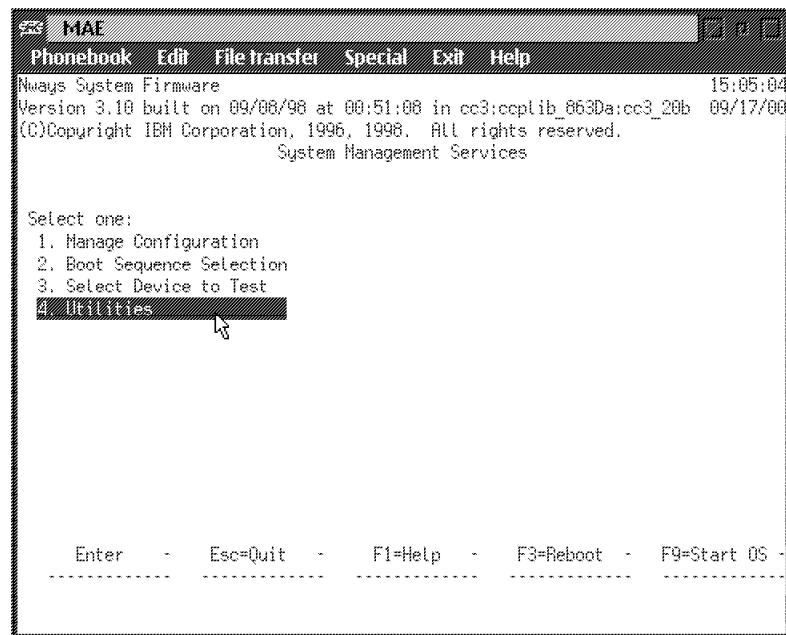 MAE
Phonebook Edit File transfer Special Exit Help
Nways System Firmware 15:05:04
Version 3.10 built on 09/08/98 at 00:51:08 in cc3:ccplib_863Da:cc3_20b 09/17/00
(C)Copyright IBM Corporation, 1996, 1998. All rights reserved.
System Management Services
Select one:
1. Manage Configuration
2. Boot Sequence Selection
3. Select Device to Test
4. Utilities
Enter - Esc=Quit - F1=Help - F3=Reboot - F9=Start OS -